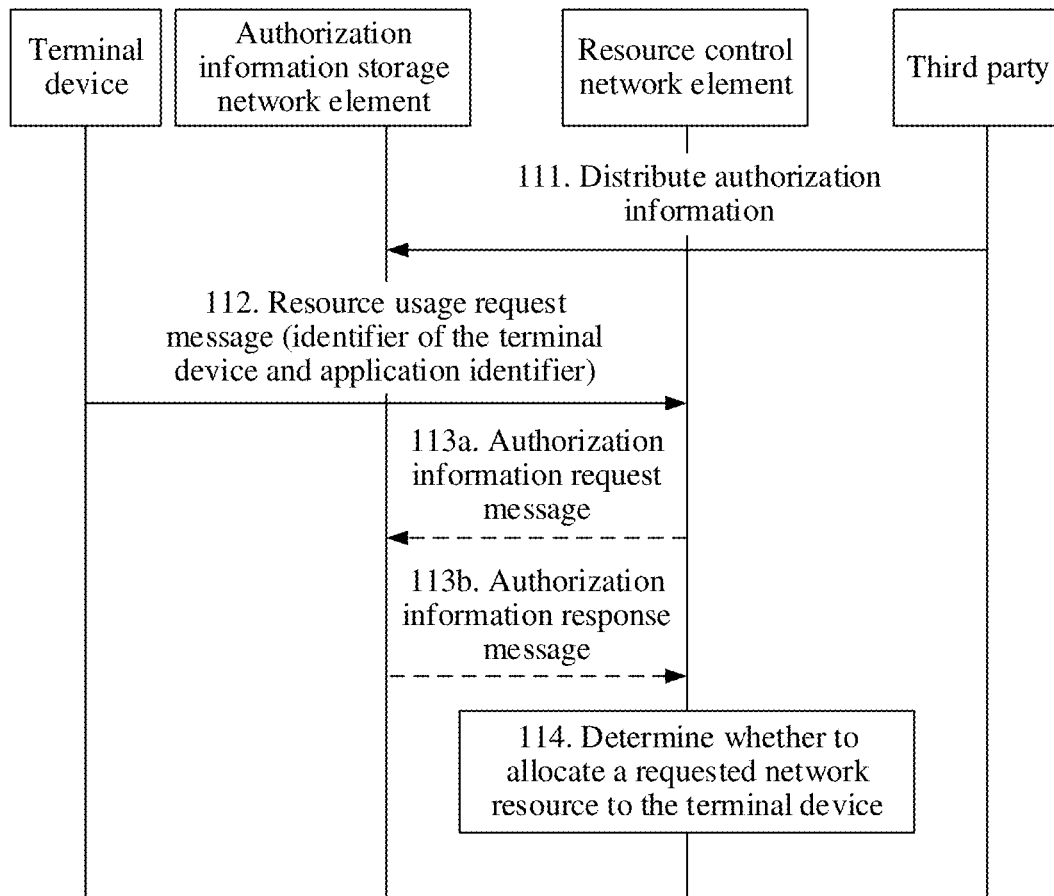 Terminal
device
Authorization
information storage
network element
Resource control
network element
Third party
111. Distribute authorization
information
112. Resource usage request
message (identifier of the terminal
device and application identifier)
113a. Authorization
information request
message
113b. Authorization
information response
message
114. Determine whether to
allocate a requested network
resource to the terminal device